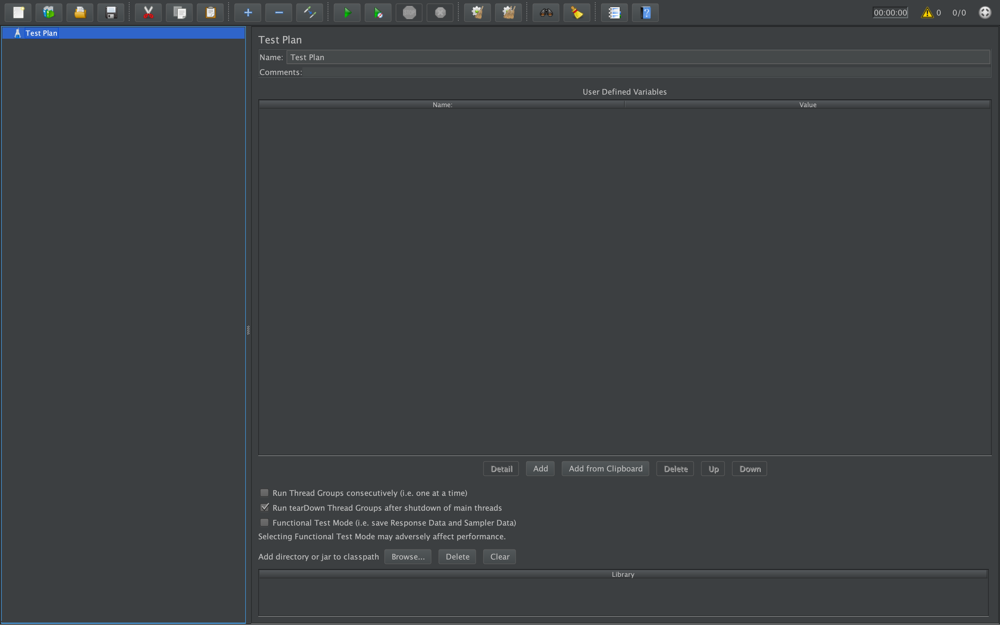 STOP
?
00:00:00
0
0/0
Test Plan
Test Plan
Name: Test Plan
Comments:
User Defined Variables
Name: Value
Detail Add Add from Clipboard Delete Up Down
Run Thread Groups consecutively (i.e. one at a time)
Run tearDown Thread Groups after shutdown of main threads
Functional Test Mode (i.e. save Response Data and Sampler Data)
Selecting Functional Test Mode may adversely affect performance.
Add directory or jar to classpath Browse... Delete Clear
Library